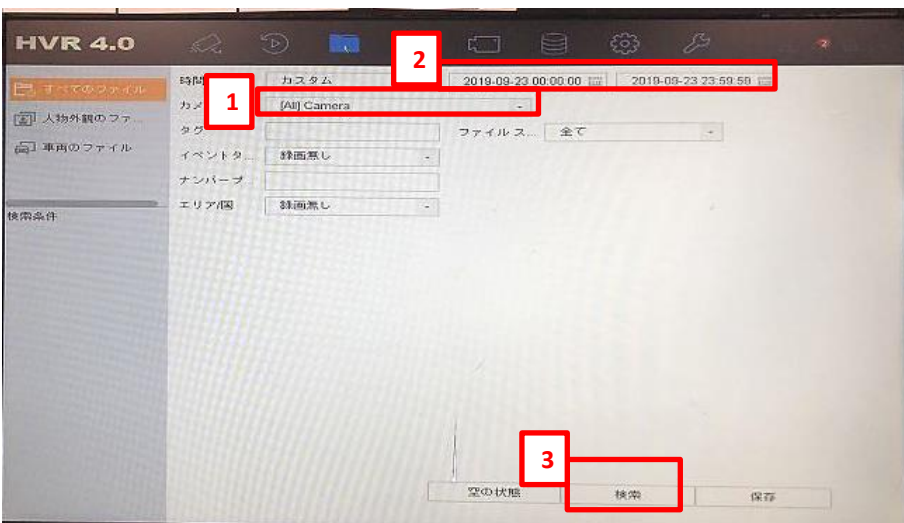 HVR 4.0
2
2
時間 カスタム 2019-09-23 00:00:00 2019-09-23 23:59:59
すべてのファイル
1
カメ [All] Camera
人物外観のファ...
タグ ファイル ス... 全て
車両のファイル
イベントタ... 録画無し
ナンバープ
エリア/国 録画無し
検索条件
3
空の状態 検索 保存